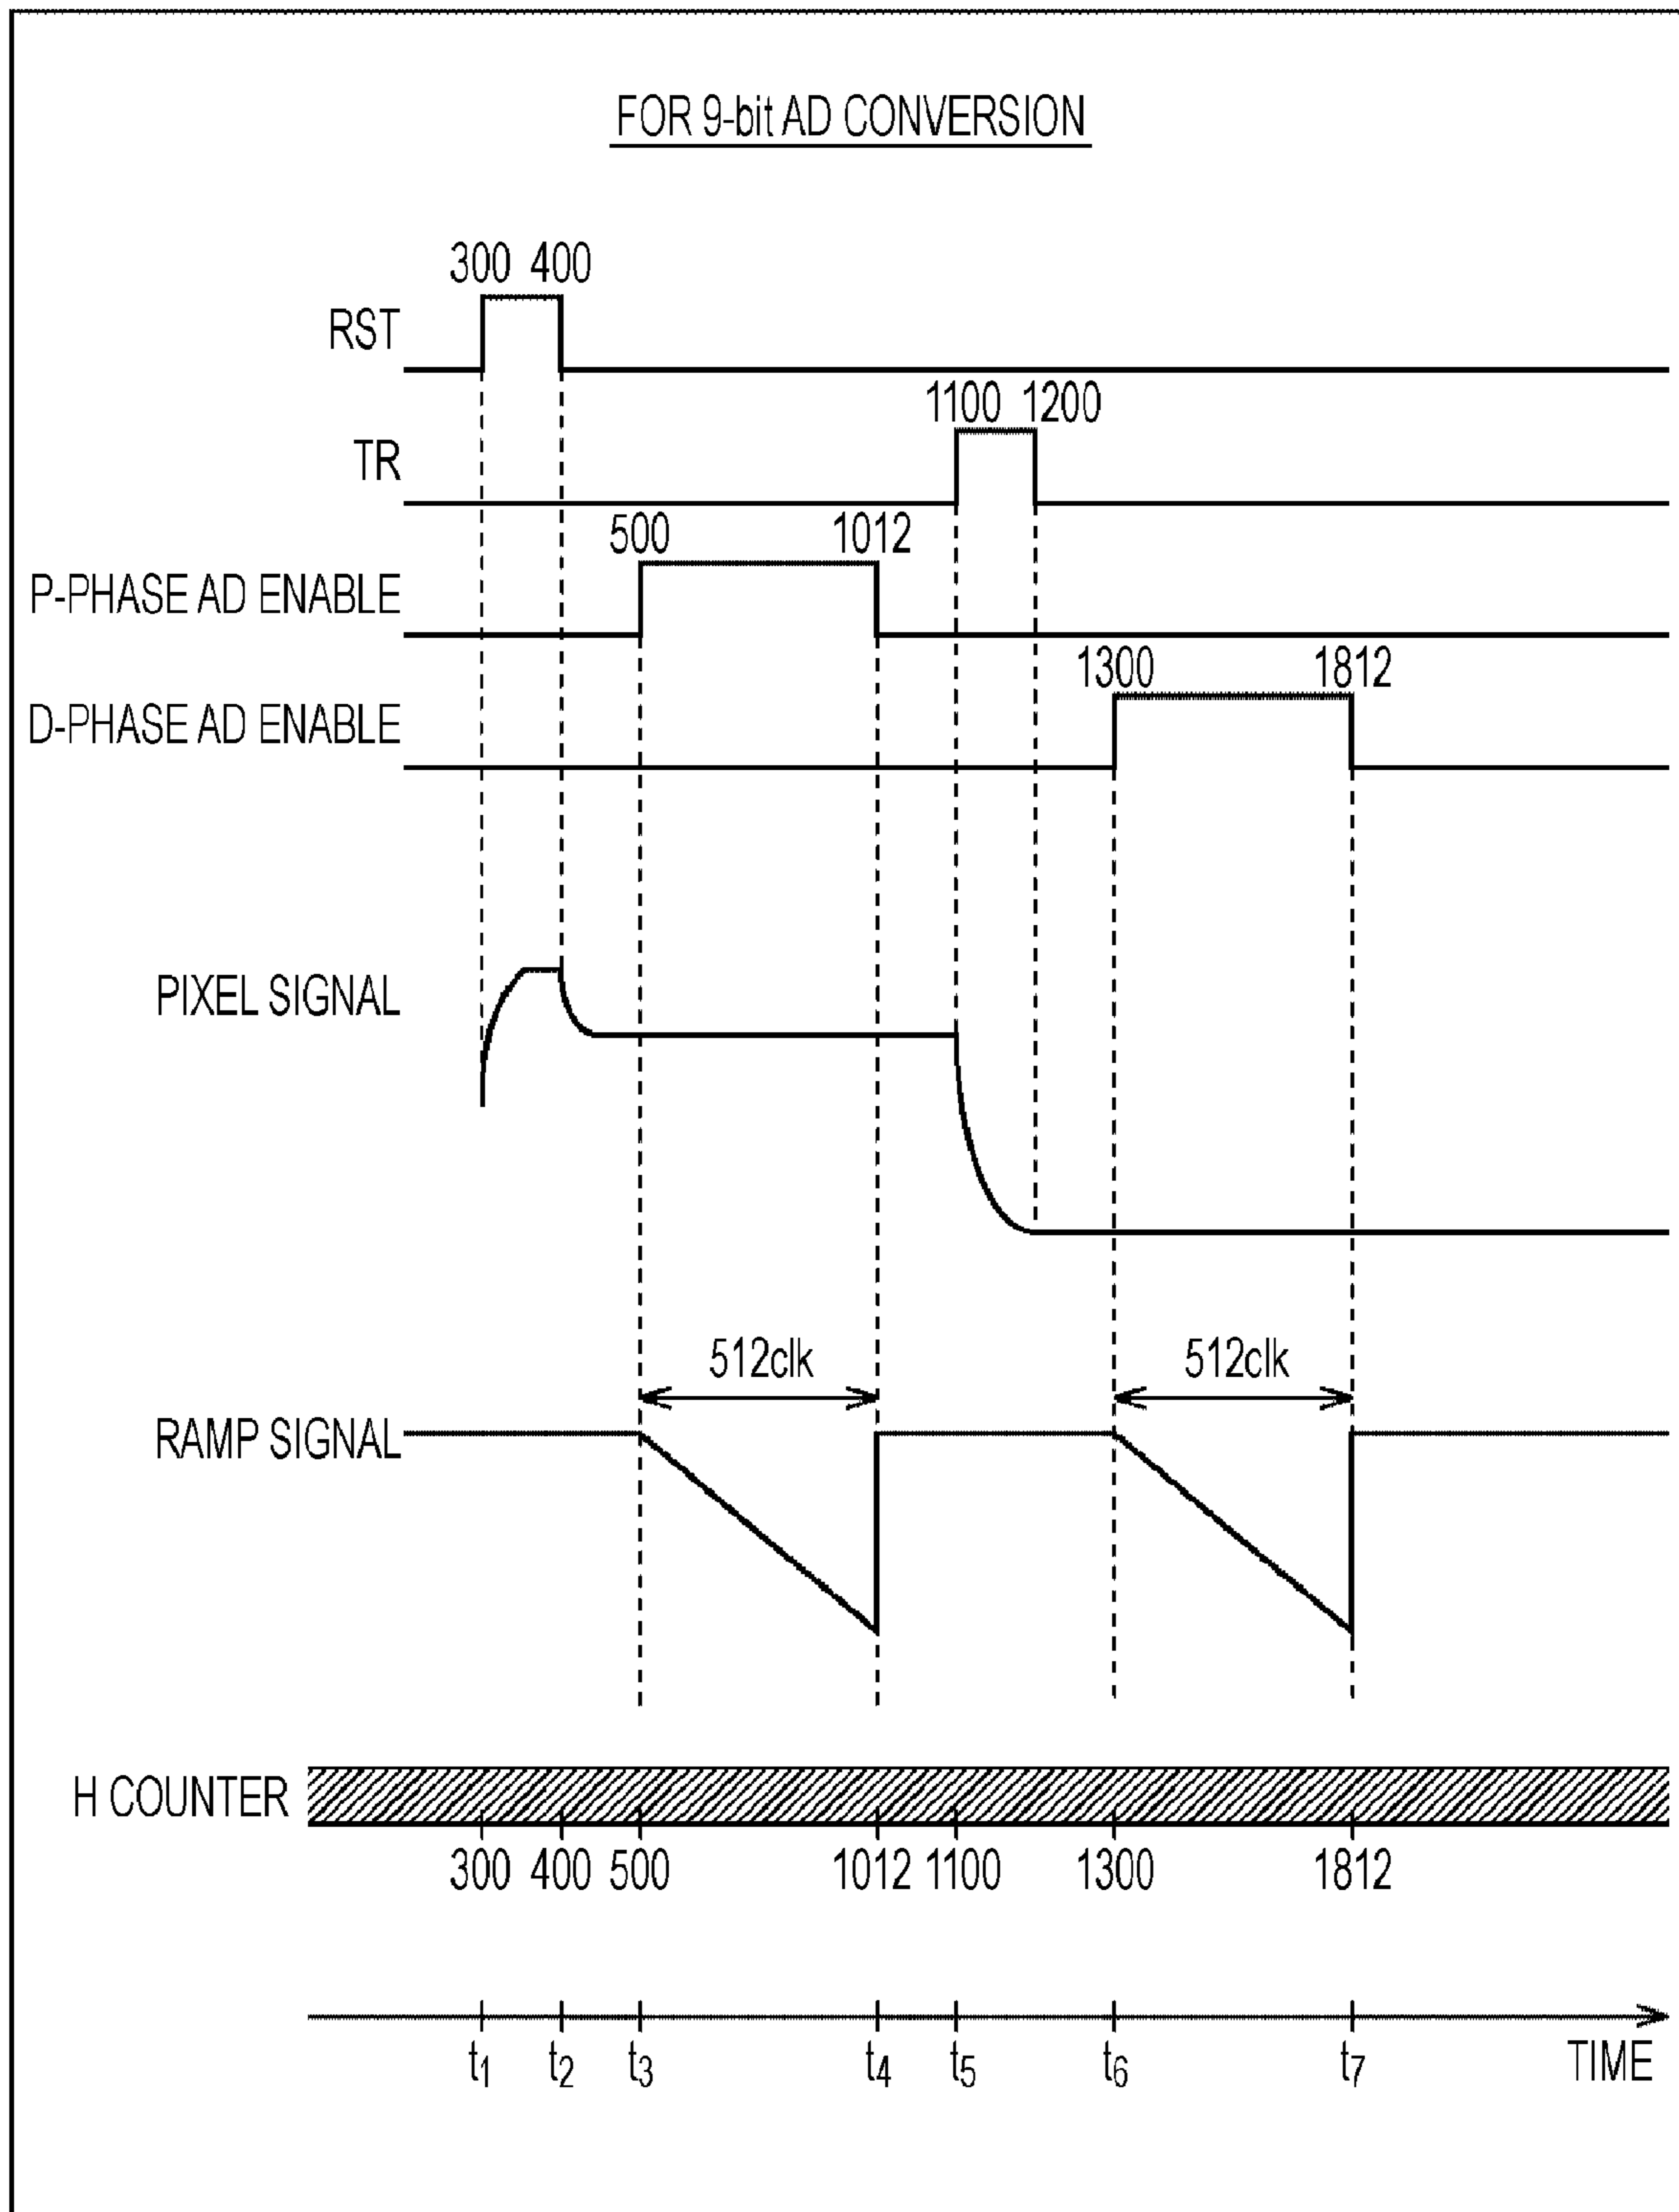 FOR 9-bit AD CONVERSION
300 400
RST
1100 1200
TR
500 1012
P-PHASE AD ENABLE
1300 1812
D-PHASE AD ENABLE
PIXEL SIGNAL
512clk 512clk
RAMP SIGNAL
H COUNTER
300 400 500 1012 1100 1300 1812
t1 t2 t3 t4 t5 t6 t7 TIME